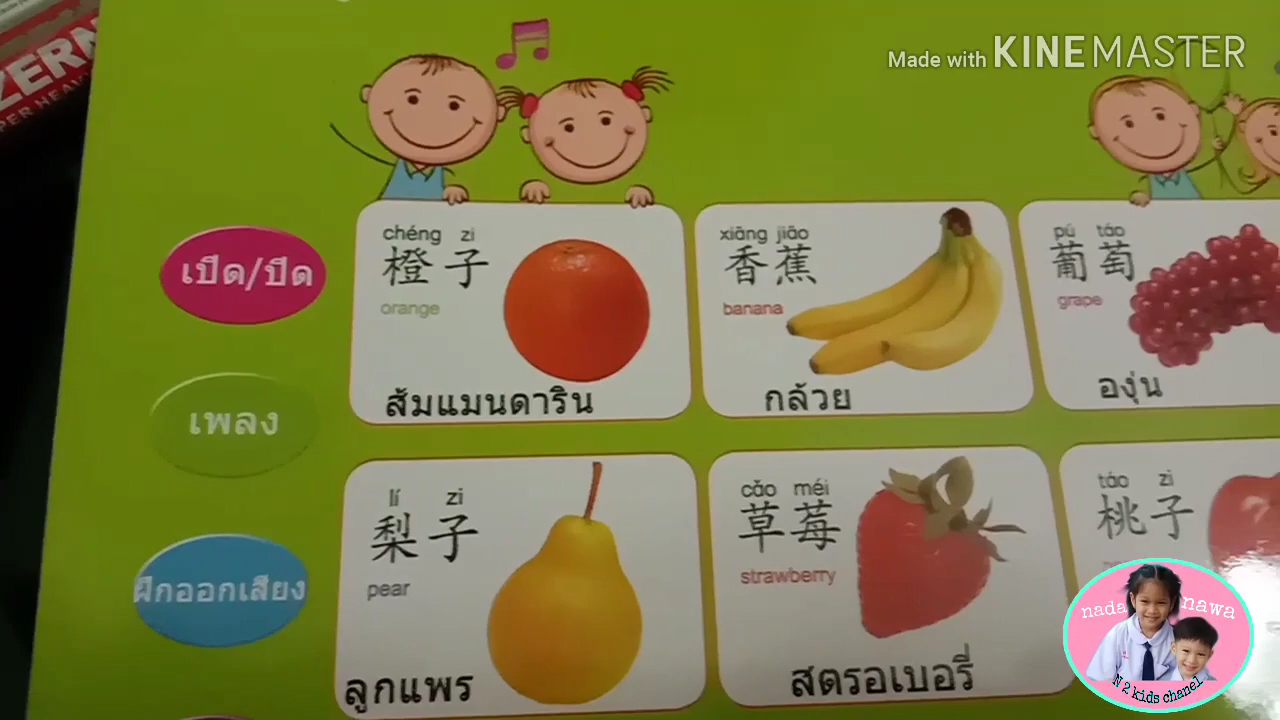 Made with KINEMASTER
ZERN
PER HEAV
เปิด/ปิด
chéng zi
橙子
orange
ส้มแมนดาริน
xiāng jiāo
香蕉
banana
กล้วย
pú táo
葡萄
grape
องุ่น
เพลง
lí zi
梨子
pear
ลูกแพร
cǎo méi
草莓
strawberry
สตรอเบอรี่
táo zi
桃子
ฝึกออกเสียง
nada nawa
N 2 kids chanel